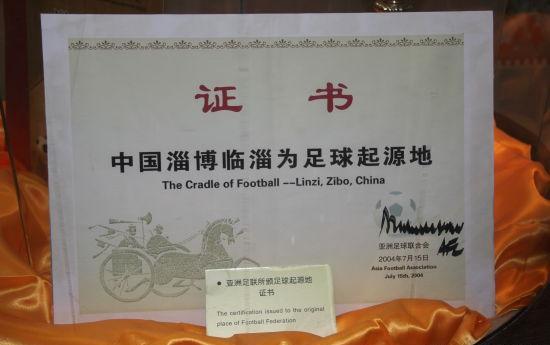 证 书
中国淄博临淄为足球起源地
The Cradle of Football --Linzi, Zibo, China
亚洲足球联合会
2004年7月15日
Asia Football Association
July 15th, 2004
AFC
● 亚洲足联所颁足球起源地
证书
The certification issued to the original
place of Football Federation